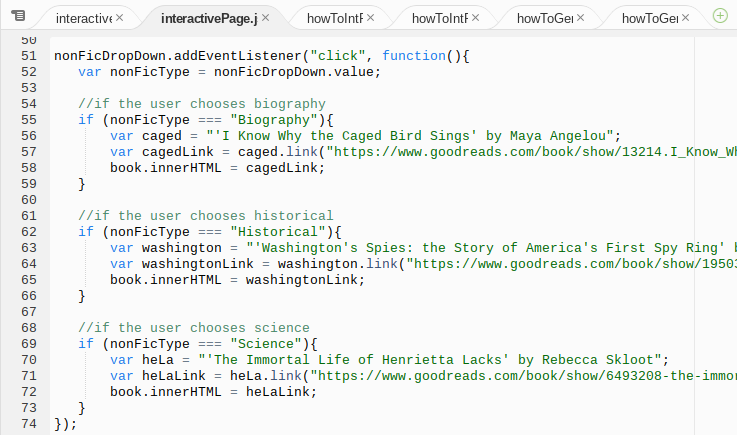 interactive
interactivePage.j
howToIntF
howToIntF
howToGer
howToGer
50
51 nonFicDropDown.addEventListener("click", function(){
52 var nonFicType = nonFicDropDown.value;
53
54 //if the user chooses biography
55 if (nonFicType === "Biography"){
56 var caged = "'I Know Why the Caged Bird Sings' by Maya Angelou";
57 var cagedLink = caged.link("https://www.goodreads.com/book/show/13214.I_Know_Wh
58 book.innerHTML = cagedLink;
59 }
60
61 //if the user chooses historical
62 if (nonFicType === "Historical"){
63 var washington = "'Washington's Spies: the Story of America's First Spy Ring' b
64 var washingtonLink = washington.link("https://www.goodreads.com/book/show/19503
65 book.innerHTML = washingtonLink;
66 }
67
68 //if the user chooses science
69 if (nonFicType === "Science"){
70 var heLa = "'The Immortal Life of Henrietta Lacks' by Rebecca Skloot";
71 var heLaLink = heLa.link("https://www.goodreads.com/book/show/6493208-the-immor
72 book.innerHTML = heLaLink;
73 }
74 });